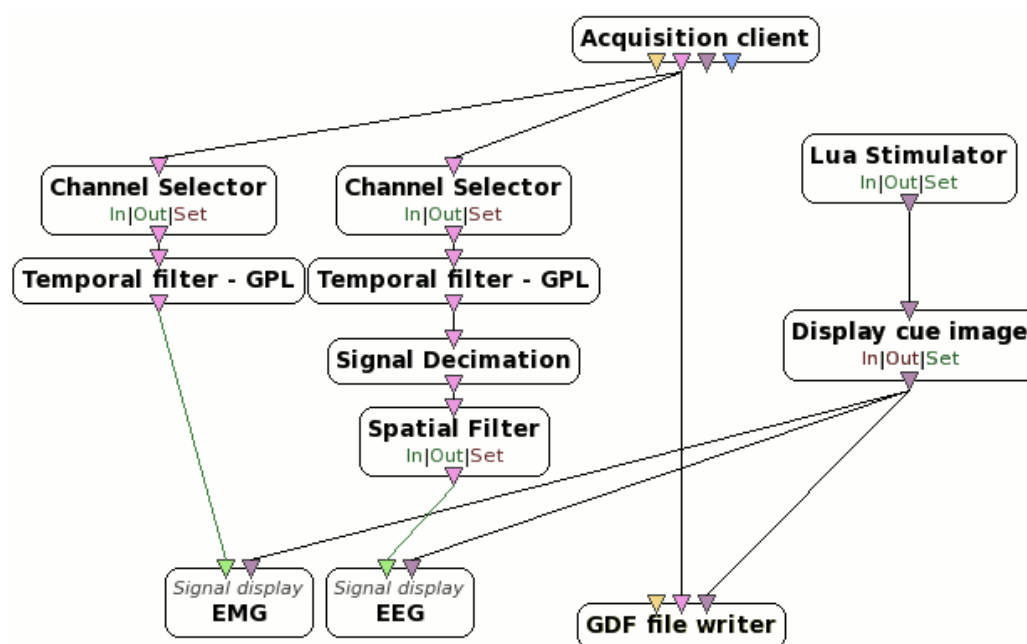 Acquisition client
Lua Stimulator
In|Out|Set
Channel Selector
In|Out|Set
Channel Selector
In|Out|Set
Temporal filter - GPL
Temporal filter - GPL
Display cue image
In|Out|Set
Signal Decimation
Spatial Filter
In|Out|Set
Signal display
EMG
Signal display
EEG
GDF file writer